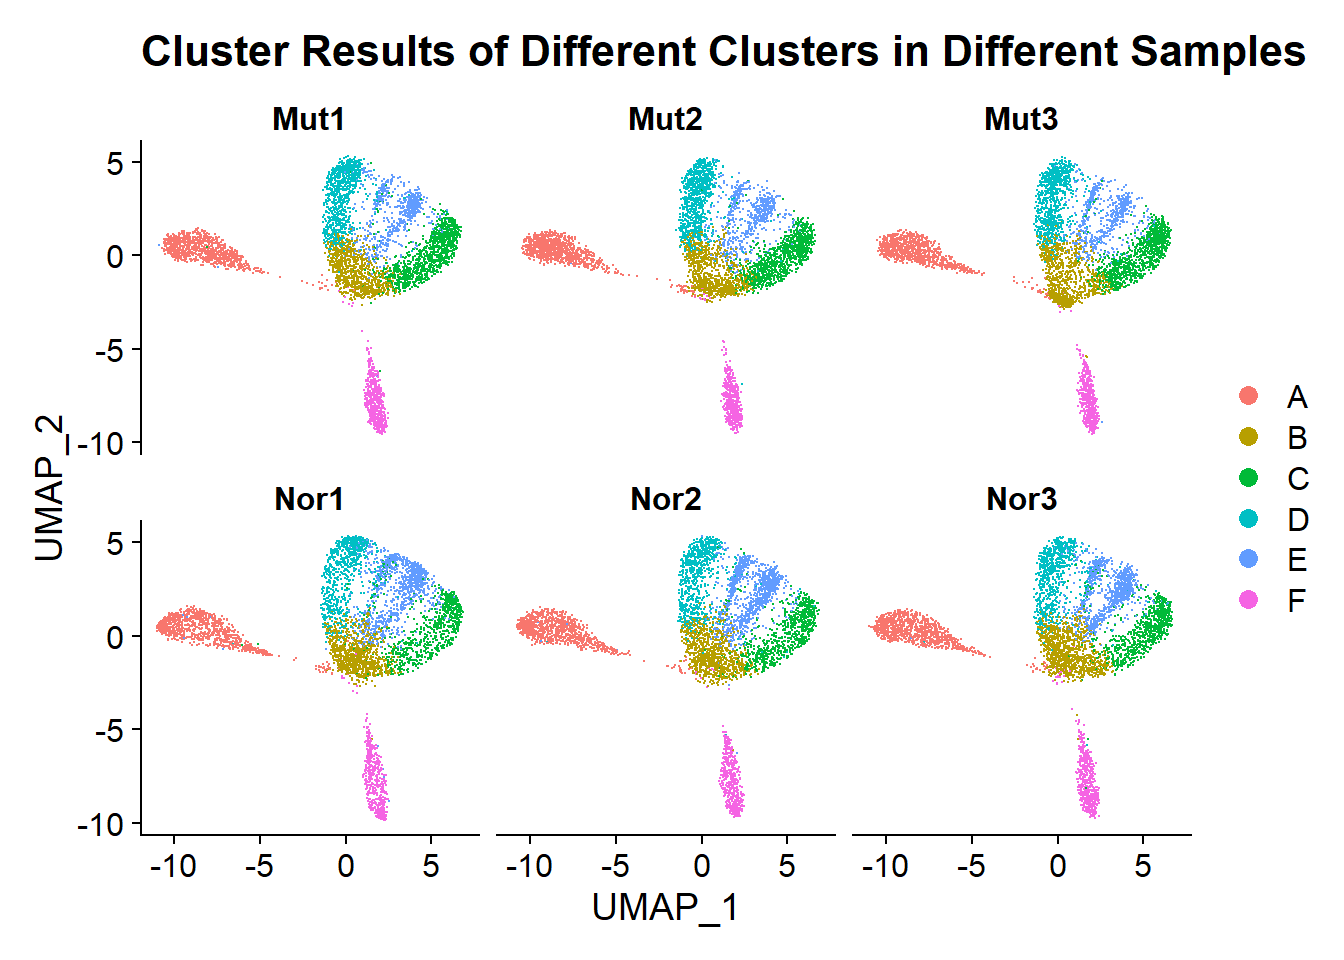 Cluster Results of Different Clusters in Different Samples
Mut1 Mut2 Mut3
5
0
-5
-10
UMAP_2
A
B
C
D
E
F
Nor1 Nor2 Nor3
5
0
-5
-10
-10 -5 0 5 -10 -5 0 5 -10 -5 0 5
UMAP_1